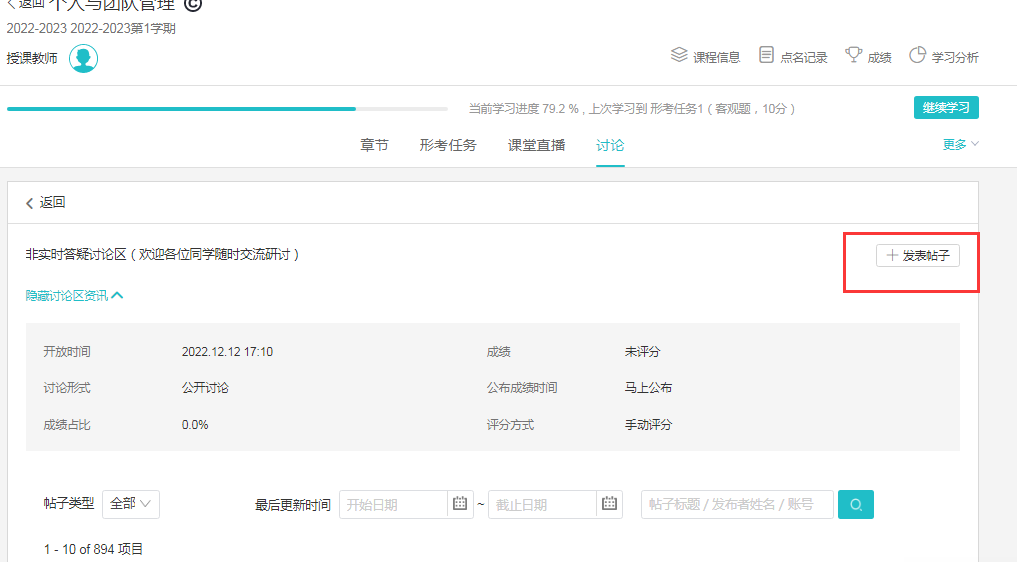 返回 个人与团队管理
2022-2023 2022-2023第1学期
授课教师
课程信息 点名记录 成绩 学习分析
当前学习进度 79.2 % , 上次学习到 形考任务1（客观题，10分） 继续学习
章节 形考任务 课堂直播 讨论 更多
返回
非实时答疑讨论区（欢迎各位同学随时交流研讨） 发表帖子
隐藏讨论区资讯
开放时间 2022.12.12 17:10 成绩 未评分
讨论形式 公开讨论 公布成绩时间 马上公布
成绩占比 0.0% 评分方式 手动评分
帖子类型 全部 最后更新时间 开始日期 ~ 截止日期 帖子标题 / 发布者姓名 / 账号
1 - 10 of 894 项目